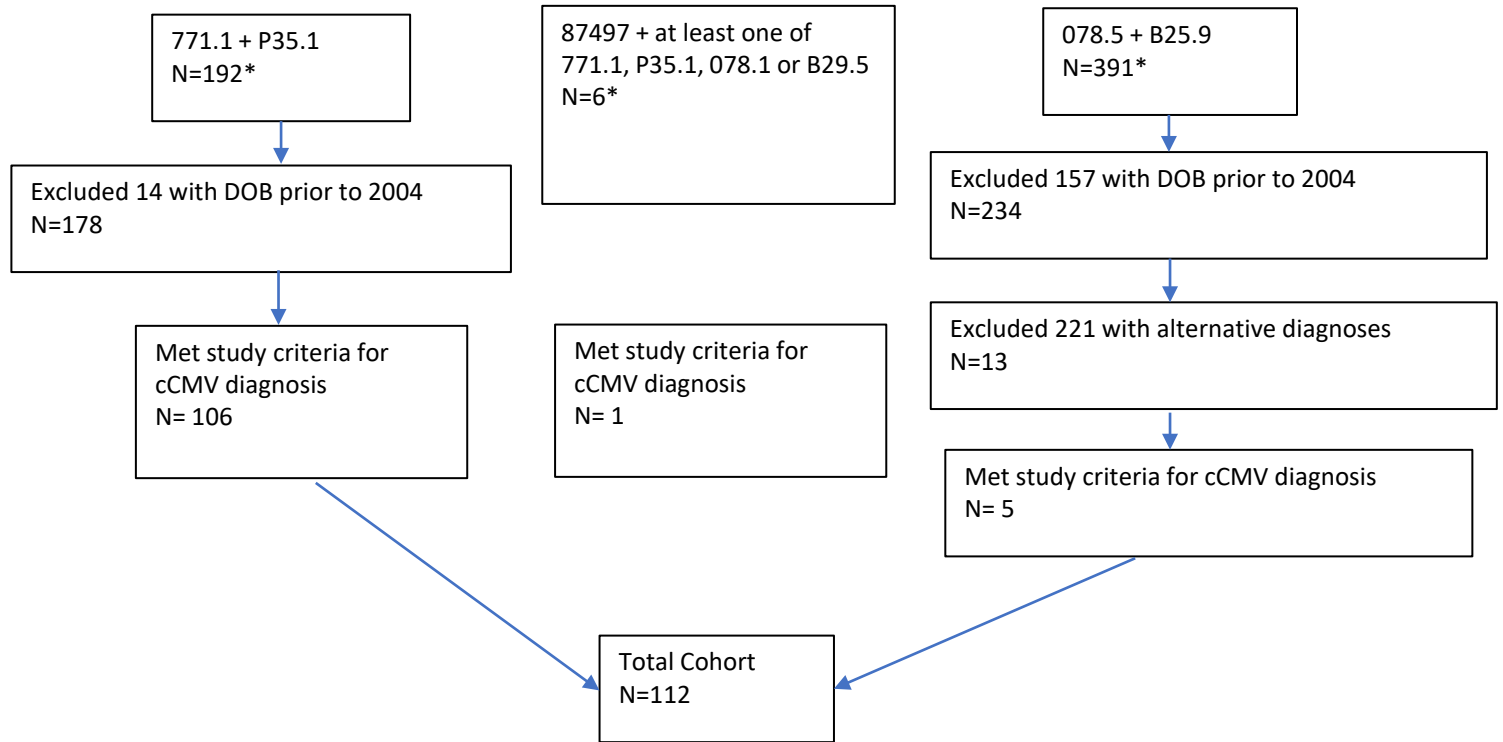 771.1 + P35.1
N=192*
87497 + at least one of
771.1, P35.1, 078.1 or B29.5
N=6*
078.5 + B25.9
N=391*
Excluded 14 with DOB prior to 2004
N=178
Excluded 157 with DOB prior to 2004
N=234
Excluded 221 with alternative diagnoses
N=13
Met study criteria for
cCMV diagnosis
N= 106
Met study criteria for
cCMV diagnosis
N= 1
Met study criteria for cCMV diagnosis
N= 5
Total Cohort
N=112